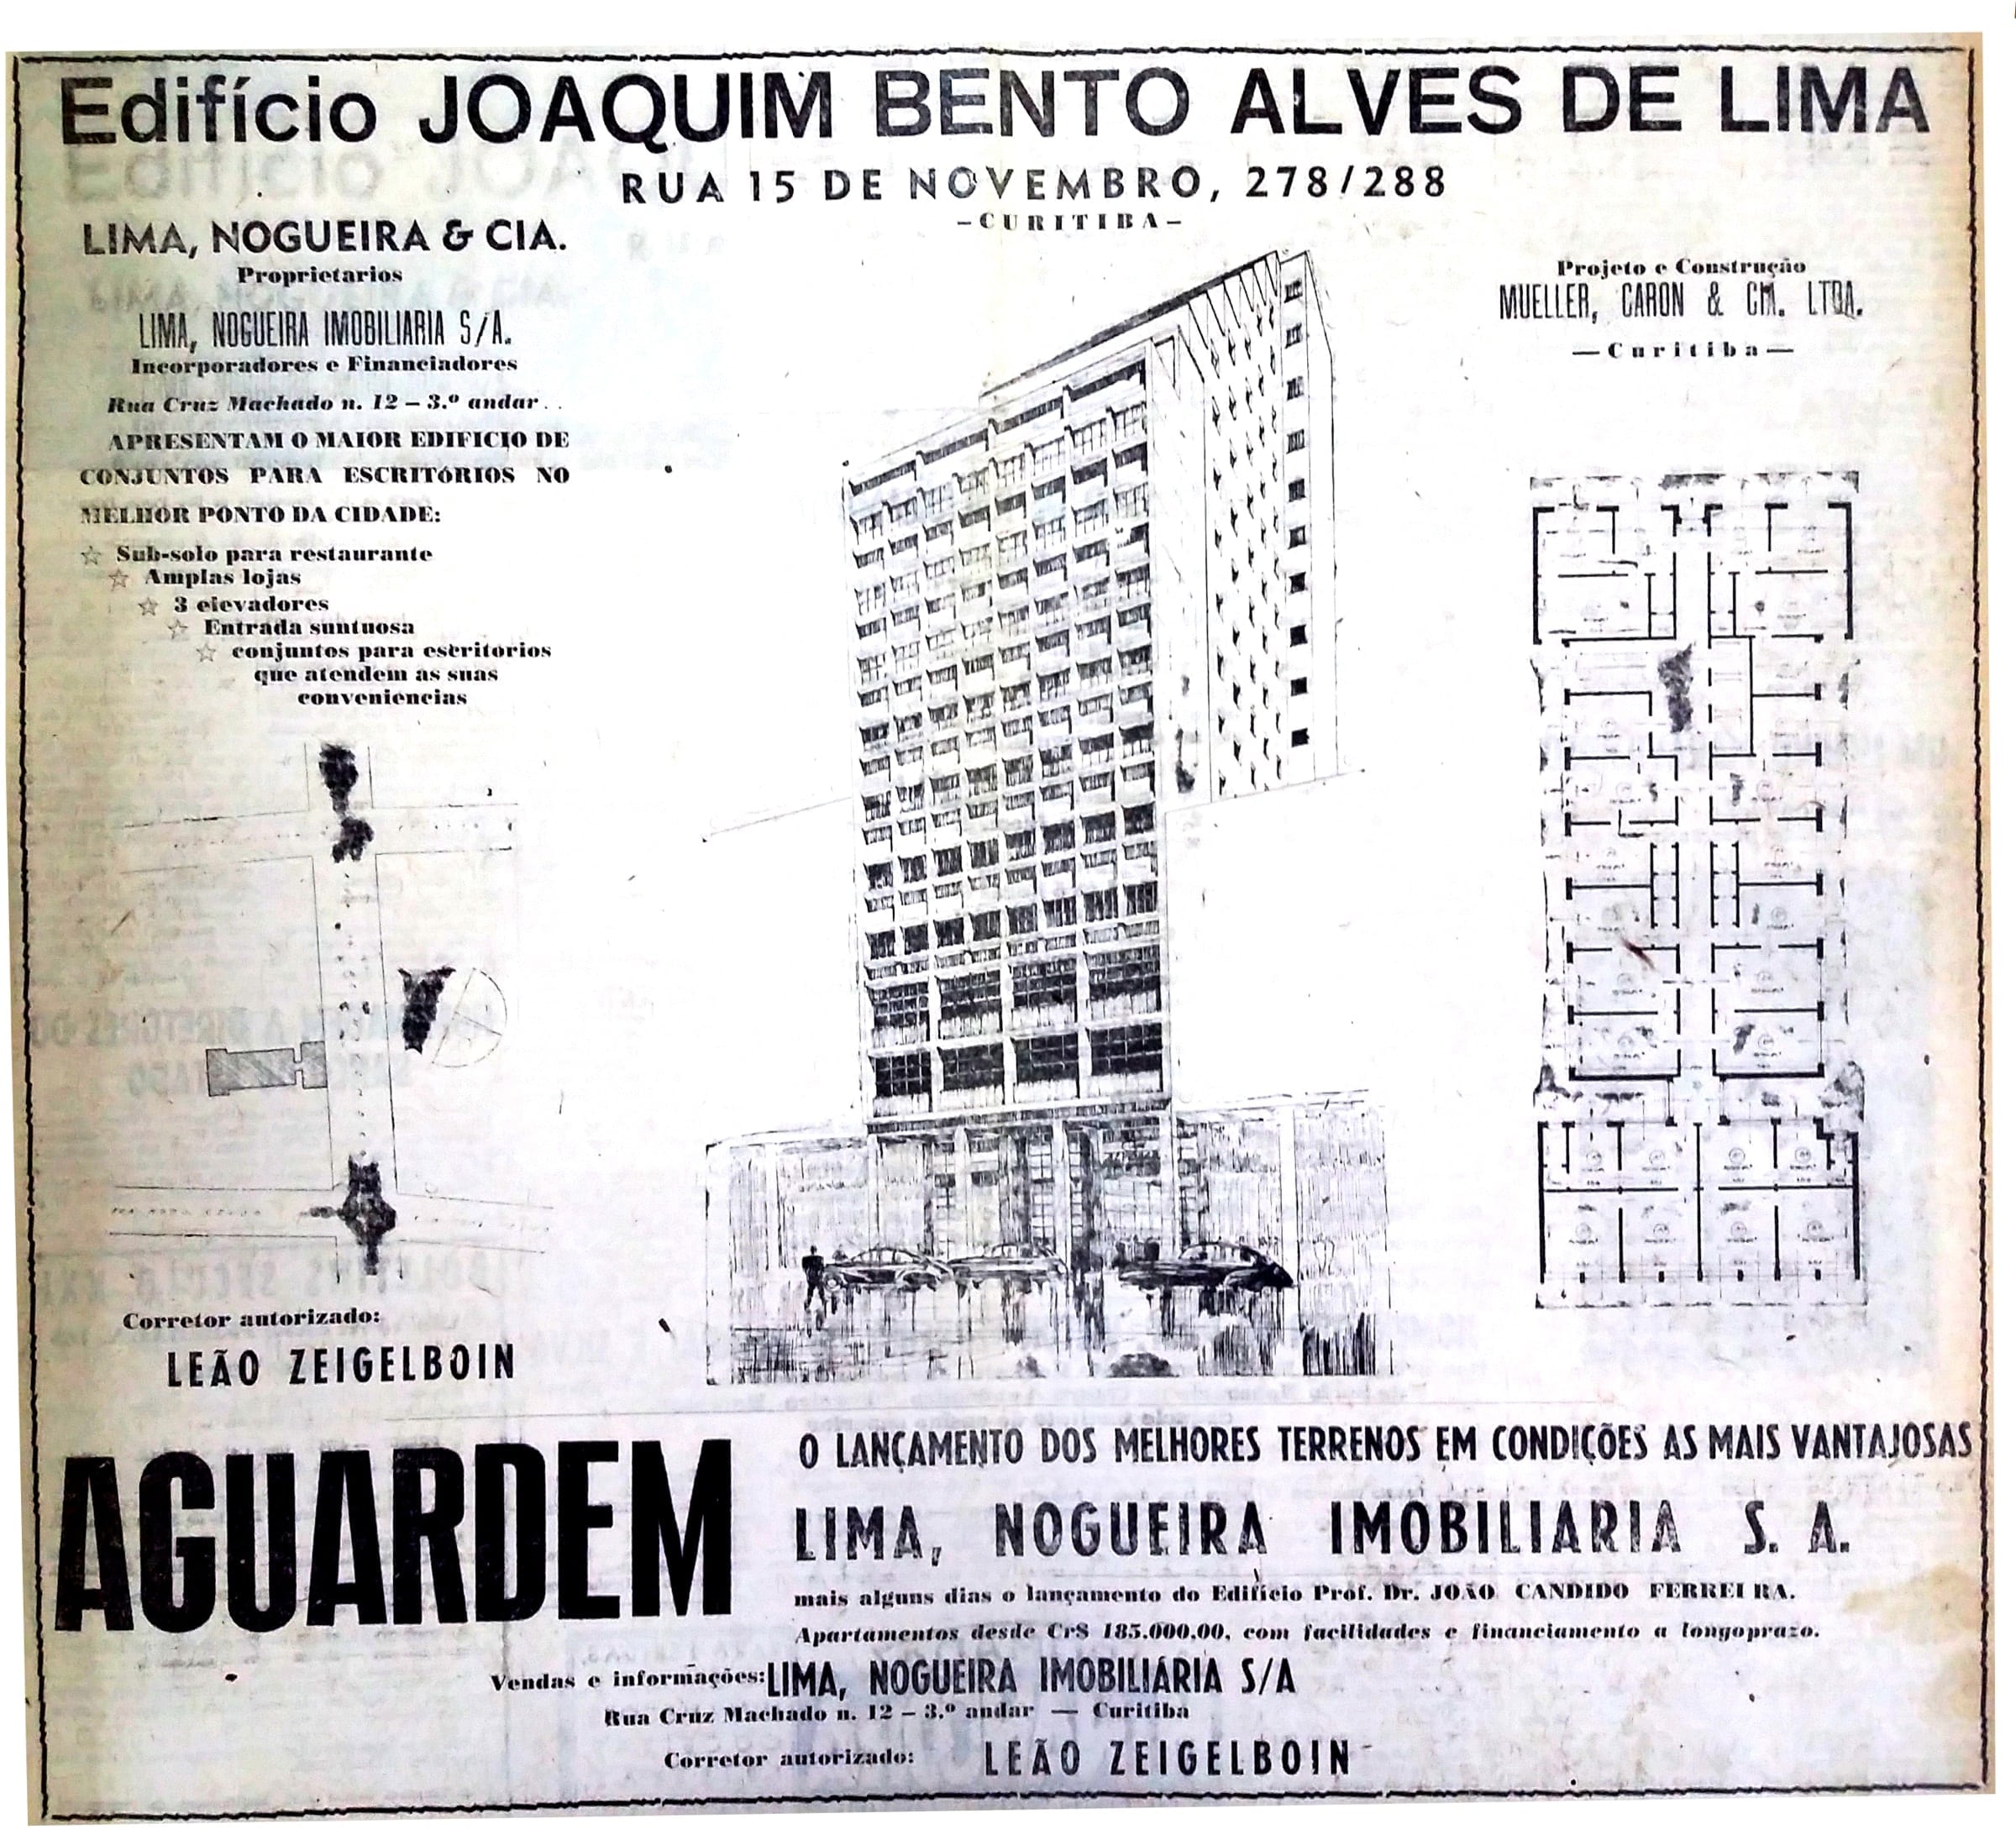 Edifício JOAQUIM BENTO ALVES DE LIMA
RUA 15 DE NOVEMBRO, 278/288
-CURITIBA-
LIMA, NOGUEIRA & CIA.
Proprietarios
LIMA, NOGUEIRA IMOBILIARIA S/A.
Incorporadores e Financiadores
Rua Cruz Machado n. 12 – 3.º andar . .
APRESENTAM O MAIOR EDIFICIO DE
CONJUNTOS PARA ESCRITÓRIOS NO
MELHOR PONTO DA CIDADE:
☆ Sub-solo para restaurante
☆ Amplas lojas
☆ 3 elevadores
☆ Entrada suntuosa
☆ conjuntos para escritorios
que atendem as suas
conveniencias
Projeto e Construção
MUELLER, CARON & CIA. LTDA.
— Curitiba —
Corretor autorizado:
LEÃO ZEIGELBOIN
AGUARDEM
O LANÇAMENTO DOS MELHORES TERRENOS EM CONDIÇÕES AS MAIS VANTAJOSAS
LIMA, NOGUEIRA IMOBILIARIA S. A.
mais alguns dias o lançamento do Edifício Prof. Dr. JOÃO CANDIDO FERREIRA.
Apartamentos desde Cr$ 185.000,00, com facilidades e financiamento a longoprazo.
Vendas e informações: LIMA, NOGUEIRA IMOBILIÁRIA S/A
Rua Cruz Machado n. 12 – 3.º andar — Curitiba
Corretor autorizado: LEÃO ZEIGELBOIN